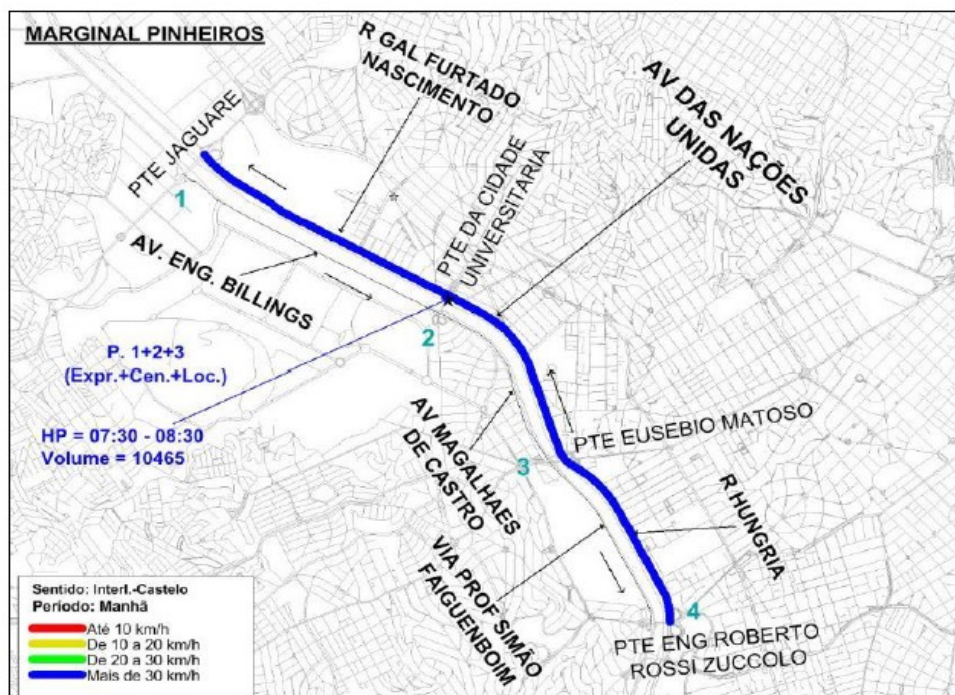 MARGINAL PINHEIROS
R GAL FURTADO
NASCIMENTO
AV DAS NAÇÕES
UNIDAS
PTE JAGUARE
PTE DA CIDADE
UNIVERSITARIA
1
AV. ENG. BILLINGS
2
P. 1+2+3
(Expr.+Cen.+Loc.)
HP = 07:30 - 08:30
Volume = 10465
AV MAGALHAES
DE CASTRO
3
PTE EUSEBIO MATOSO
R HUNGRIA
VIA PROF SIMÃO
FAIGUENBOIM
4
PTE ENG ROBERTO
ROSSI ZUCCOLO
Sentido: Interl.-Castelo
Período: Manhã
Até 10 km/h
De 10 a 20 km/h
De 20 a 30 km/h
Mais de 30 km/h